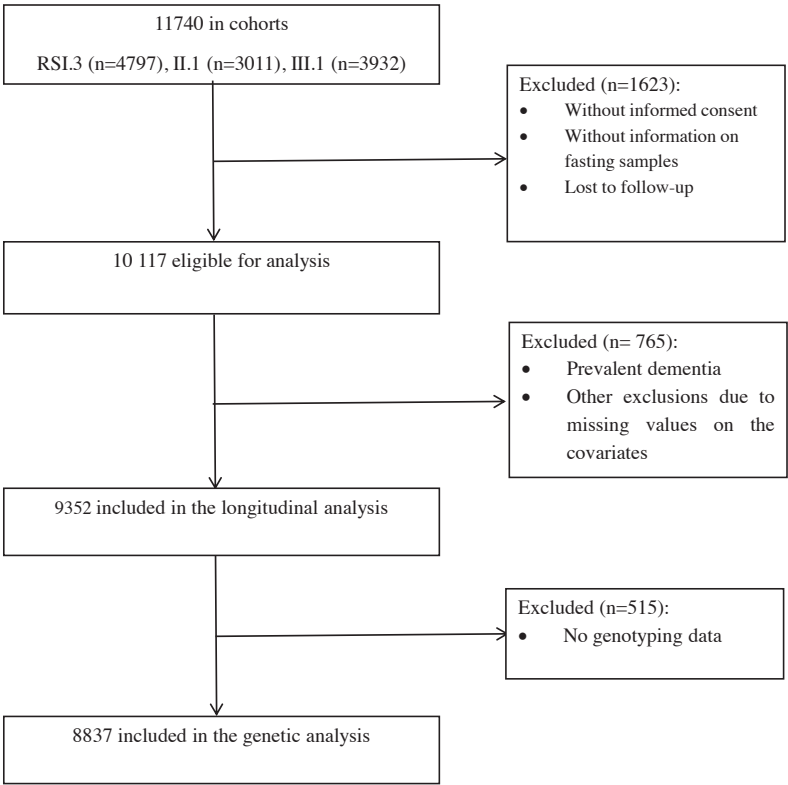 11740 in cohorts
RSI.3 (n=4797), II.1 (n=3011), III.1 (n=3932)
Excluded (n=1623):
• Without informed consent
• Without information on
fasting samples
• Lost to follow-up
10 117 eligible for analysis
Excluded (n= 765):
• Prevalent dementia
• Other exclusions due to
missing values on the
covariates
9352 included in the longitudinal analysis
Excluded (n=515):
• No genotyping data
8837 included in the genetic analysis